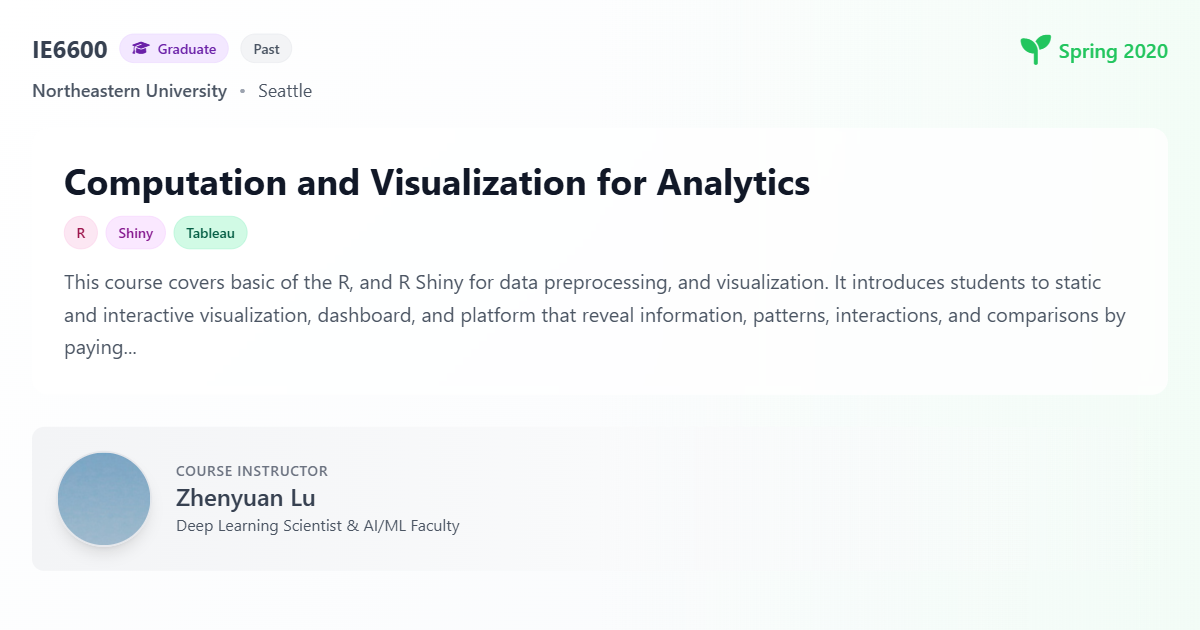 IE6600 Graduate Past Spring 2020
Northeastern University • Seattle
Computation and Visualization for Analytics
R Shiny Tableau
This course covers basic of the R, and R Shiny for data preprocessing, and visualization. It introduces students to static
and interactive visualization, dashboard, and platform that reveal information, patterns, interactions, and comparisons by
paying...
COURSE INSTRUCTOR
Zhenyuan Lu
Deep Learning Scientist & AI/ML Faculty